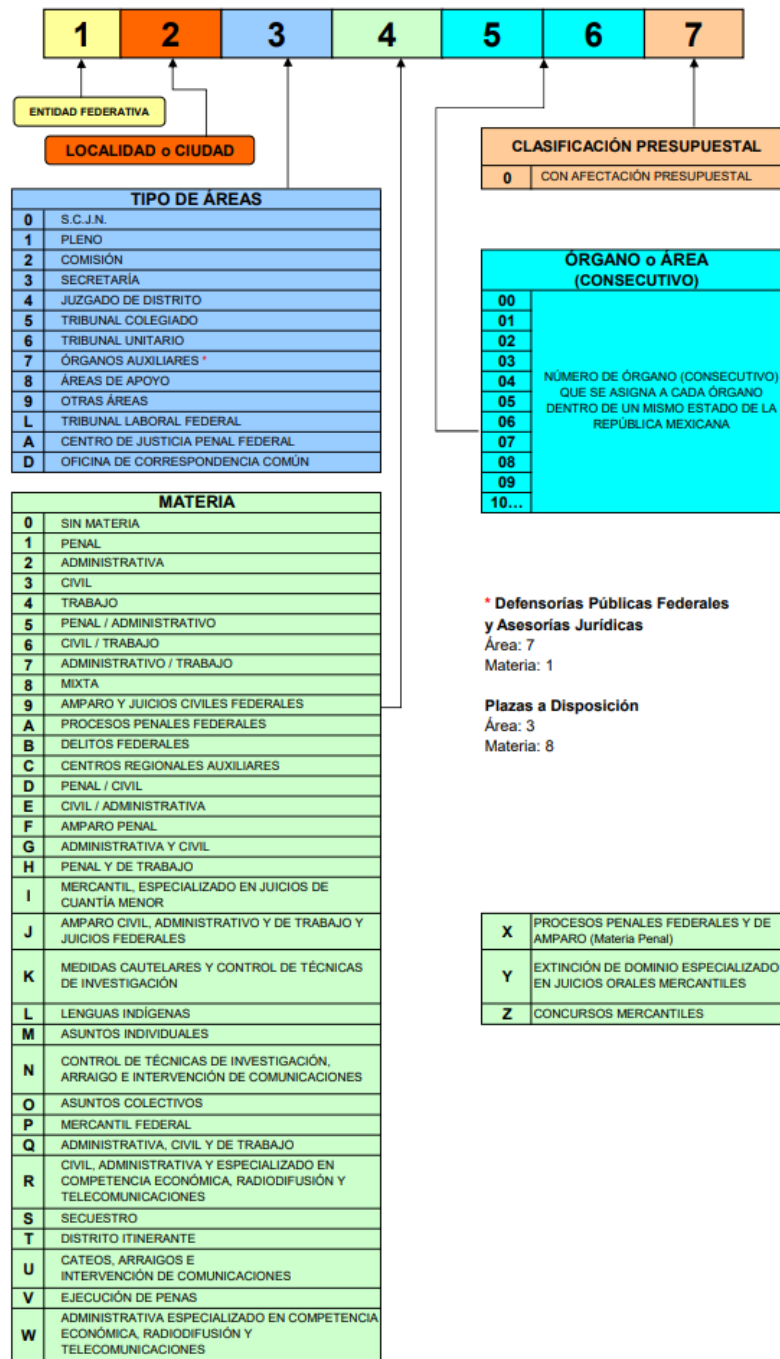 1 2 3 4 5 6 7
ENTIDAD FEDERATIVA
LOCALIDAD o CIUDAD
TIPO DE ÁREAS
0 S.C.J.N.
1 PLENO
2 COMISIÓN
3 SECRETARÍA
4 JUZGADO DE DISTRITO
5 TRIBUNAL COLEGIADO
6 TRIBUNAL UNITARIO
7 ÓRGANOS AUXILIARES *
8 ÁREAS DE APOYO
9 OTRAS ÁREAS
L TRIBUNAL LABORAL FEDERAL
A CENTRO DE JUSTICIA PENAL FEDERAL
D OFICINA DE CORRESPONDENCIA COMÚN
MATERIA
0 SIN MATERIA
1 PENAL
2 ADMINISTRATIVA
3 CIVIL
4 TRABAJO
5 PENAL / ADMINISTRATIVO
6 CIVIL / TRABAJO
7 ADMINISTRATIVO / TRABAJO
8 MIXTA
9 AMPARO Y JUICIOS CIVILES FEDERALES
A PROCESOS PENALES FEDERALES
B DELITOS FEDERALES
C CENTROS REGIONALES AUXILIARES
D PENAL / CIVIL
E CIVIL / ADMINISTRATIVA
F AMPARO PENAL
G ADMINISTRATIVA Y CIVIL
H PENAL Y DE TRABAJO
I MERCANTIL, ESPECIALIZADO EN JUICIOS DE
CUANTÍA MENOR
J AMPARO CIVIL, ADMINISTRATIVO Y DE TRABAJO Y
JUICIOS FEDERALES
K MEDIDAS CAUTELARES Y CONTROL DE TÉCNICAS
DE INVESTIGACIÓN
L LENGUAS INDÍGENAS
M ASUNTOS INDIVIDUALES
N CONTROL DE TÉCNICAS DE INVESTIGACIÓN,
ARRAIGO E INTERVENCIÓN DE COMUNICACIONES
O ASUNTOS COLECTIVOS
P MERCANTIL FEDERAL
Q ADMINISTRATIVA, CIVIL Y DE TRABAJO
R CIVIL, ADMINISTRATIVA Y ESPECIALIZADO EN
COMPETENCIA ECONÓMICA, RADIODIFUSIÓN Y
TELECOMUNICACIONES
S SECUESTRO
T DISTRITO ITINERANTE
U CATEOS, ARRAIGOS E
INTERVENCIÓN DE COMUNICACIONES
V EJECUCIÓN DE PENAS
W ADMINISTRATIVA ESPECIALIZADO EN COMPETENCIA
ECONÓMICA, RADIODIFUSIÓN Y
TELECOMUNICACIONES
CLASIFICACIÓN PRESUPUESTAL
0 CON AFECTACIÓN PRESUPUESTAL
ÓRGANO o ÁREA
(CONSECUTIVO)
00
01
02
03
04
05
06
07
08
09
10...
NÚMERO DE ÓRGANO (CONSECUTIVO)
QUE SE ASIGNA A CADA ÓRGANO
DENTRO DE UN MISMO ESTADO DE LA
REPÚBLICA MEXICANA
* Defensorías Públicas Federales
y Asesorías Jurídicas
Área: 7
Materia: 1
Plazas a Disposición
Área: 3
Materia: 8
X PROCESOS PENALES FEDERALES Y DE
AMPARO (Materia Penal)
Y EXTINCIÓN DE DOMINIO ESPECIALIZADO
EN JUICIOS ORALES MERCANTILES
Z CONCURSOS MERCANTILES